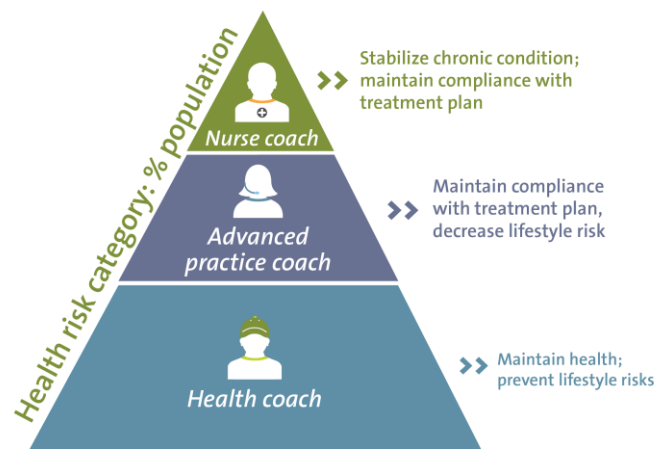 Health risk category: % population
Nurse coach
Stabilize chronic condition;
maintain compliance with
treatment plan
Advanced
practice coach
Maintain compliance
with treatment plan,
decrease lifestyle risk
Health coach
Maintain health;
prevent lifestyle risks